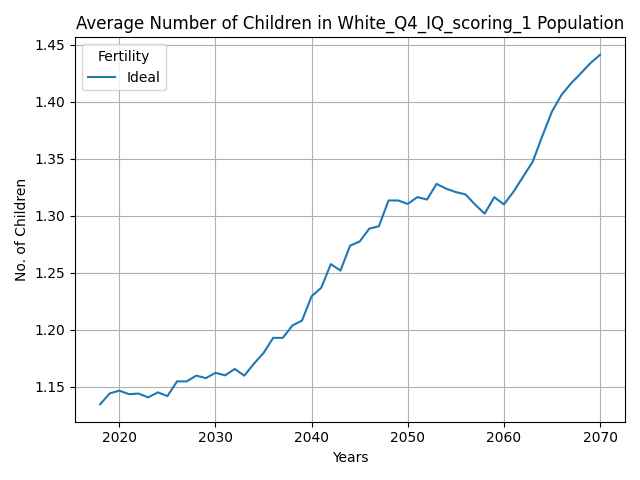 Average Number of Children in White_Q4_IQ_scoring_1 Population
Fertility
Ideal
No. of Children
1.45
1.40
1.35
1.30
1.25
1.20
1.15
2020 2030 2040 2050 2060 2070
Years